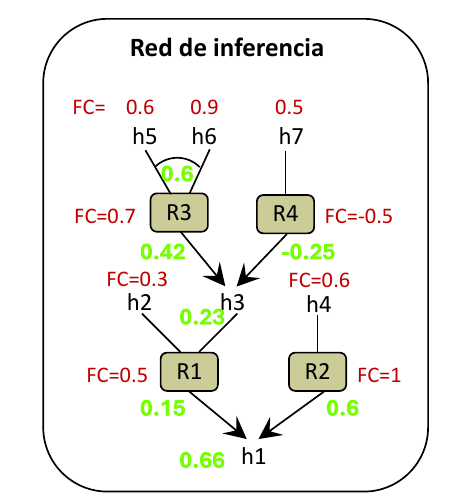 Red de inferencia
FC= 0.6 0.9 0.5
h5 h6 h7
0.6
FC=0.7 R3 R4 FC=-0.5
0.42 -0.25
FC=0.3 FC=0.6
h2 h3 h4
0.23
FC=0.5 R1 R2 FC=1
0.15 0.6
0.66 h1